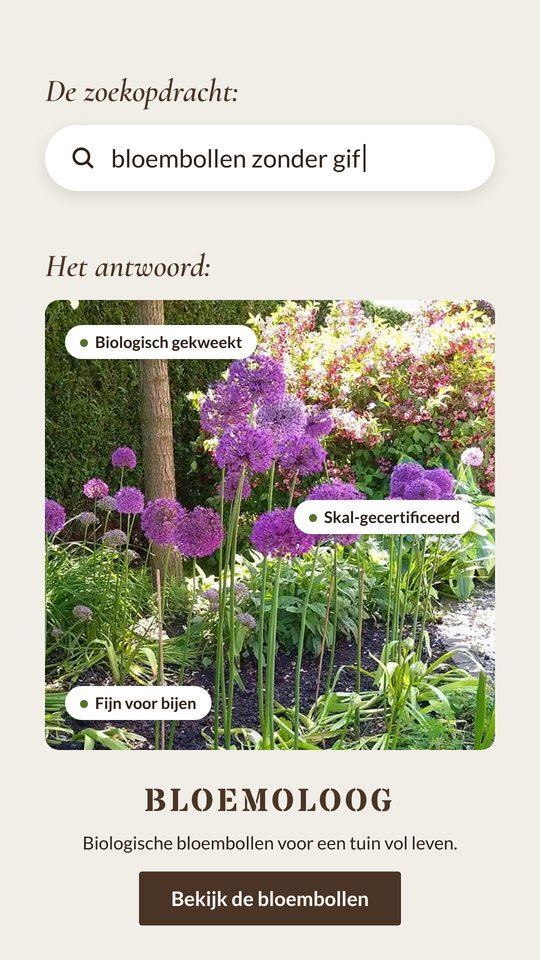 De zoekopdracht:
bloembollen zonder gif
Het antwoord:
Biologisch gekweekt
Skal-gecertificeerd
Fijn voor bijen
BLOEMOLOOG
Biologische bloembollen voor een tuin vol leven.
Bekijk de bloembollen